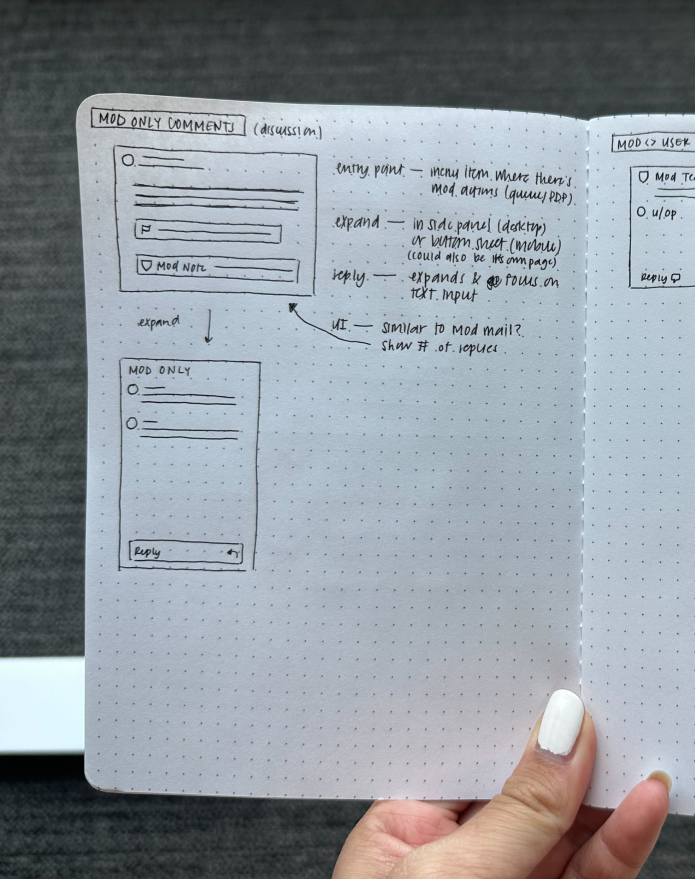 MOD ONLY COMMENTS (discussion)
entry point — menu item where there's
mod actions (queue/PDP)
expand — in side panel (desktop)
or bottom sheet (mobile)
(could also be its own page)
reply — expands & focus on
text input
UI — similar to mod mail?
show # of replies
Mod Note
expand
MOD ONLY
Reply
MOD <> USER
Mod
u/op
Reply